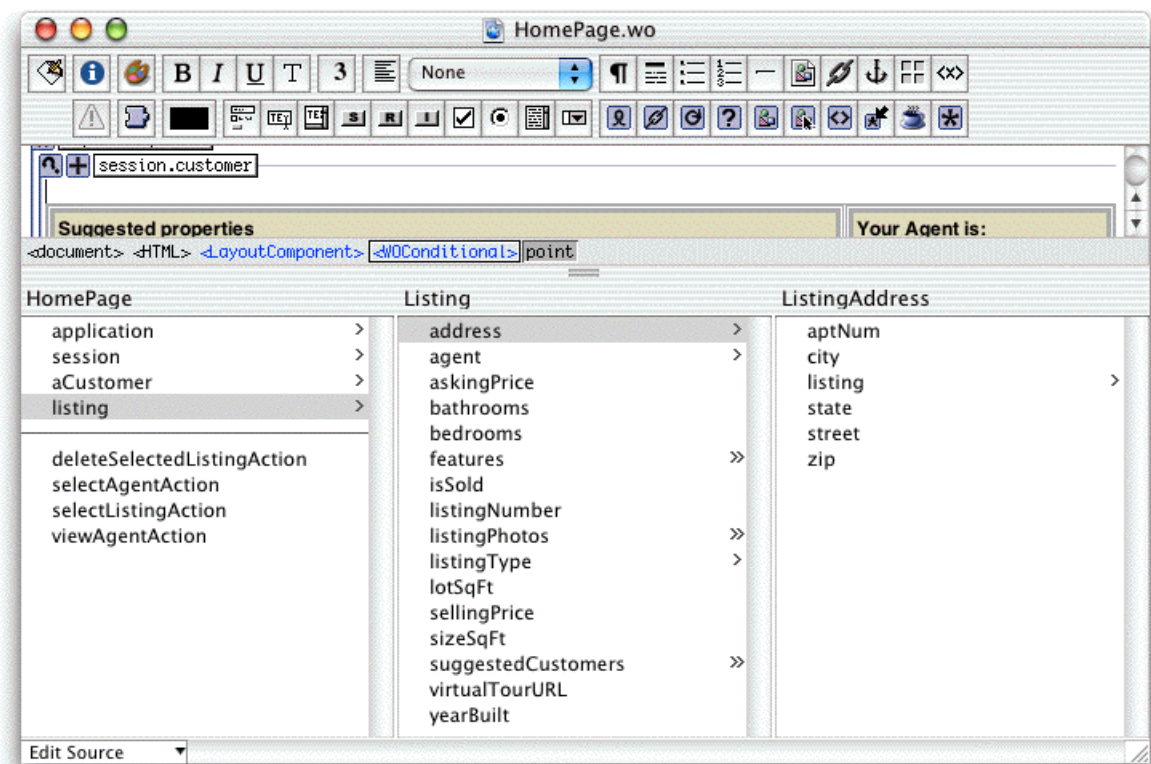 HomePage.wo
B I U T 3 None
TEXT S R I
session.customer
Suggested properties Your Agent is:
<document> <HTML> <LayoutComponent> <WOConditional> point
HomePage Listing ListingAddress
application > address > aptNum
session > agent > city
aCustomer > askingPrice listing >
listing > bathrooms state
bedrooms street
deleteSelectedListingAction features >> zip
selectAgentAction isSold
selectListingAction listingNumber
viewAgentAction listingPhotos >>
listingType >
lotSqFt
sellingPrice
sizeSqFt
suggestedCustomers >>
virtualTourURL
yearBuilt
Edit Source